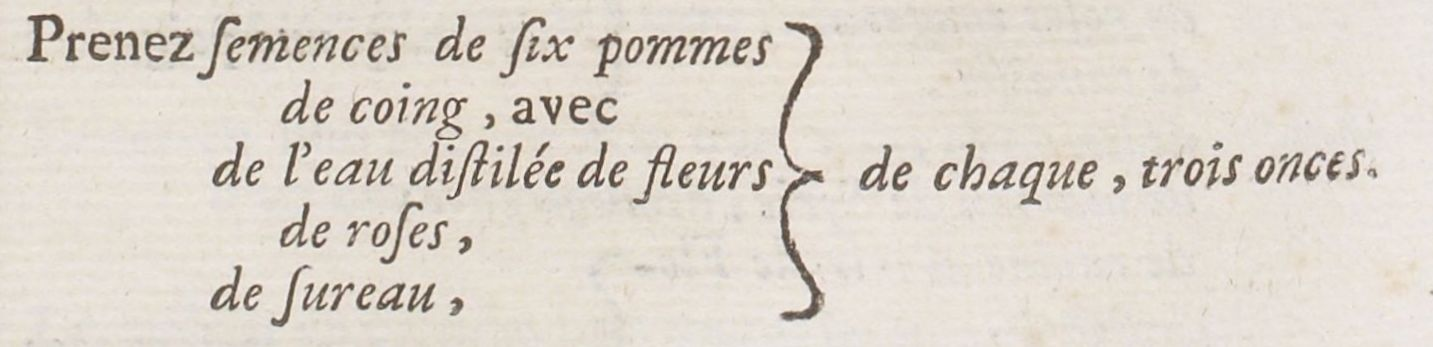 Prenez ſemences de ſix pommes
de coing, avec
de l'eau diſtilée de fleurs
de roſes,
de ſureau,
de chaque, trois onces.